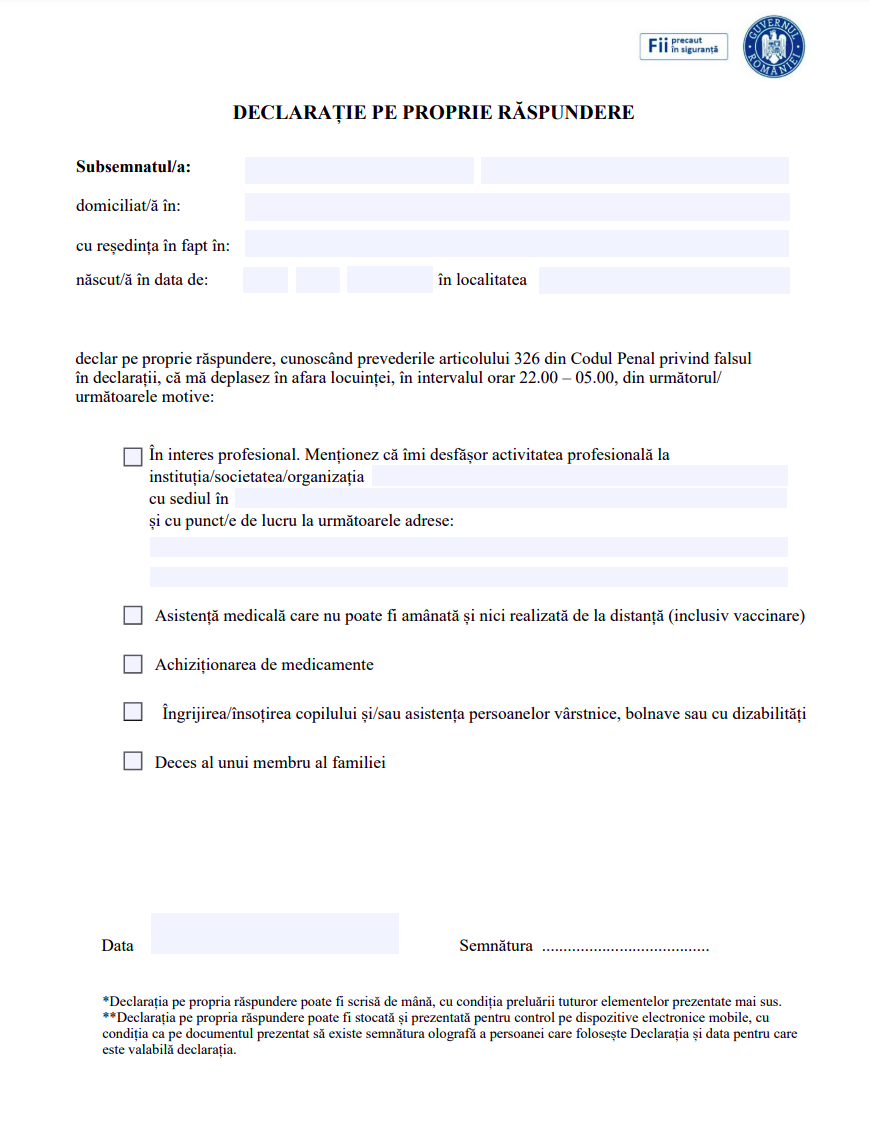 Fii precaut
în siguranță
GUVERNUL ROMÂNIEI
DECLARAȚIE PE PROPRIE RĂSPUNDERE
Subsemnatul/a:
domiciliat/ă în:
cu reședința în fapt în:
născut/ă în data de: în localitatea
declar pe proprie răspundere, cunoscând prevederile articolului 326 din Codul Penal privind falsul
în declarații, că mă deplasez în afara locuinței, în intervalul orar 22.00 – 05.00, din următorul/
următoarele motive:
În interes profesional. Menționez că îmi desfășor activitatea profesională la
instituția/societatea/organizația
cu sediul în
și cu punct/e de lucru la următoarele adrese:
Asistență medicală care nu poate fi amânată și nici realizată de la distanță (inclusiv vaccinare)
Achiziționarea de medicamente
Îngrijirea/însoțirea copilului și/sau asistența persoanelor vârstnice, bolnave sau cu dizabilități
Deces al unui membru al familiei
Data Semnătura .......................................
*Declarația pe propria răspundere poate fi scrisă de mână, cu condiția preluării tuturor elementelor prezentate mai sus.
**Declarația pe propria răspundere poate fi stocată și prezentată pentru control pe dispozitive electronice mobile, cu
condiția ca pe documentul prezentat să existe semnătura olografă a persoanei care folosește Declarația și data pentru care
este valabilă declarația.